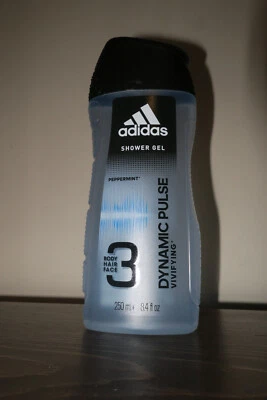 adidas
SHOWER GEL
PEPPERMINT*
3
BODY
HAIR
FACE
DYNAMIC PULSE
VIVIFYING*
250 ml ℮ 8.4 fl oz